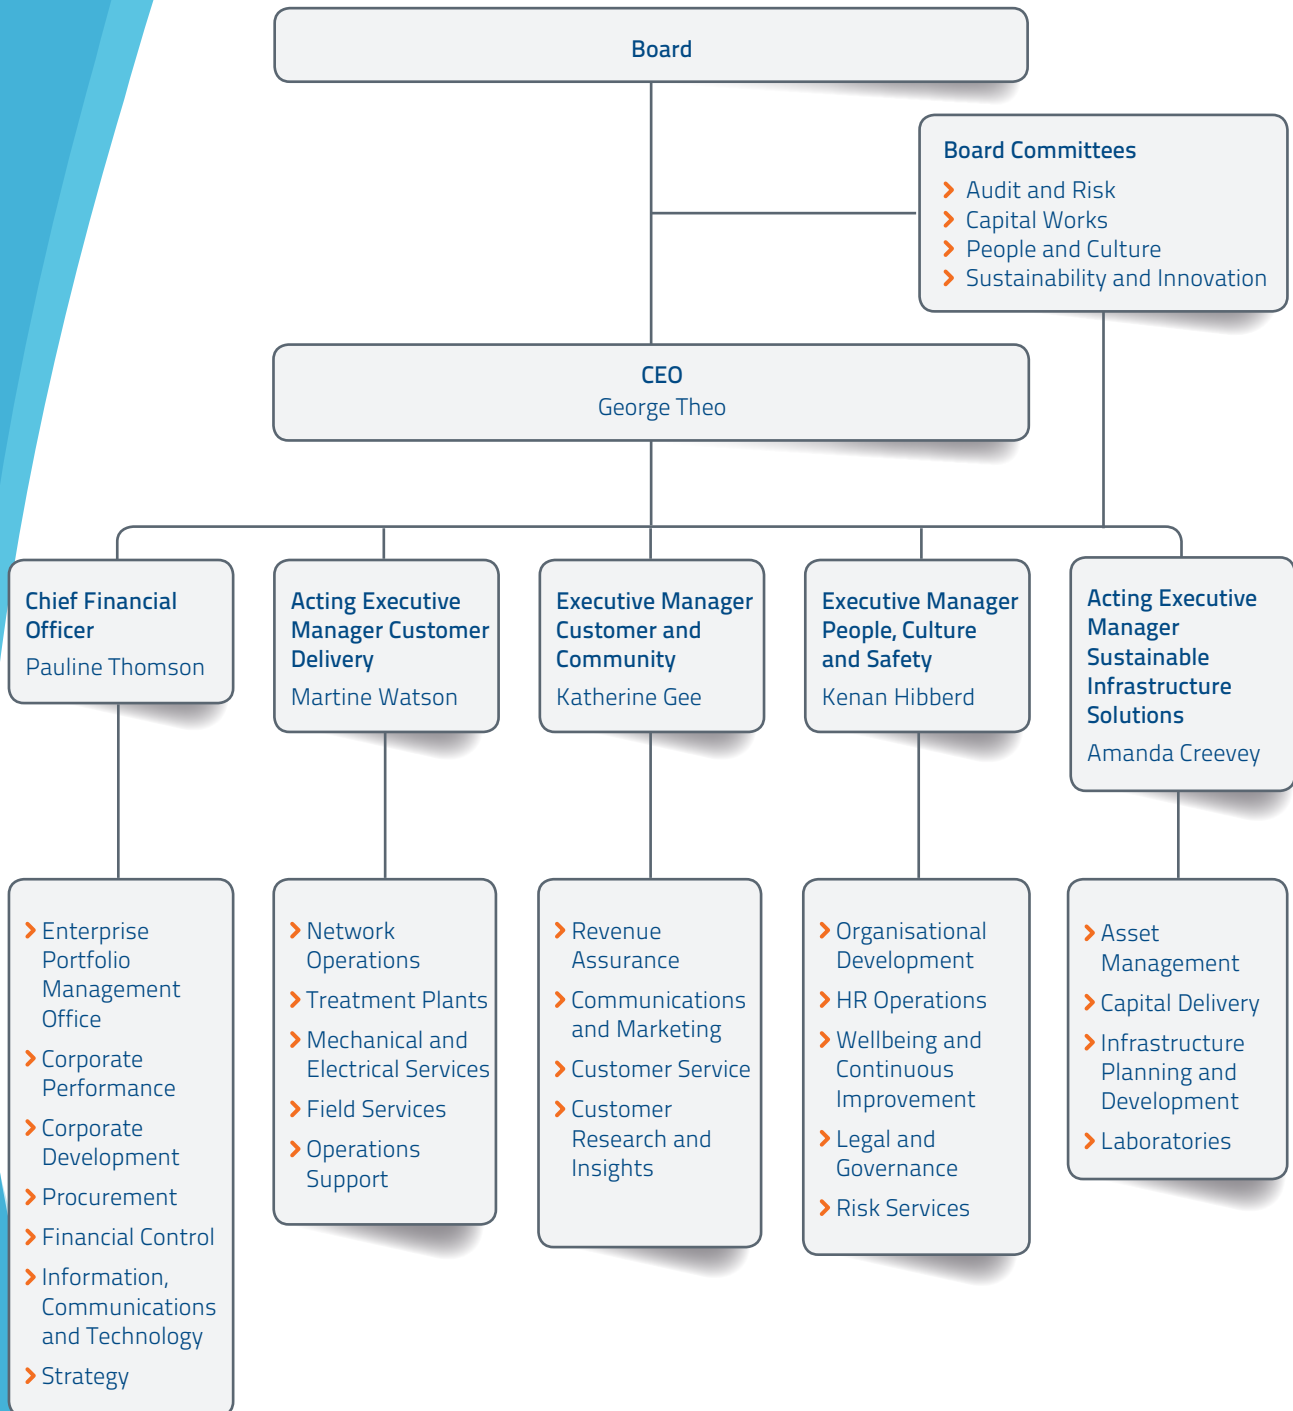 Board
Board Committees
Audit and Risk
Capital Works
People and Culture
Sustainability and Innovation
CEO
George Theo
Chief Financial
Officer
Pauline Thomson
Acting Executive
Manager Customer
Delivery
Martine Watson
Executive Manager
Customer and
Community
Katherine Gee
Executive Manager
People, Culture
and Safety
Kenan Hibberd
Acting Executive
Manager
Sustainable
Infrastructure
Solutions
Amanda Creevey
Enterprise
Portfolio
Management
Office
Corporate
Performance
Corporate
Development
Procurement
Financial Control
Information,
Communications
and Technology
Strategy
Network
Operations
Treatment Plants
Mechanical and
Electrical Services
Field Services
Operations
Support
Revenue
Assurance
Communications
and Marketing
Customer Service
Customer
Research and
Insights
Organisational
Development
HR Operations
Wellbeing and
Continuous
Improvement
Legal and
Governance
Risk Services
Asset
Management
Capital Delivery
Infrastructure
Planning and
Development
Laboratories